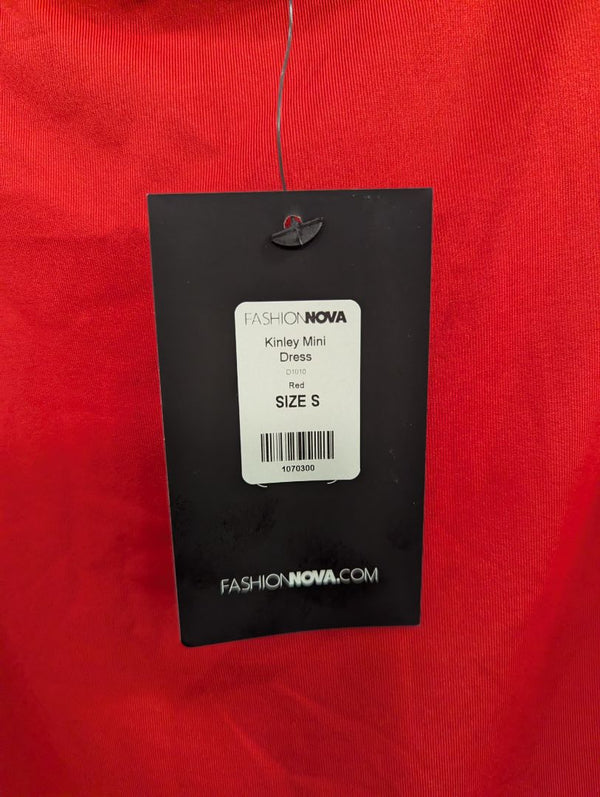 FASHIONNOVA
Kinley Mini
Dress
D1010
Red
SIZE S
1070300
FASHIONNOVA.COM